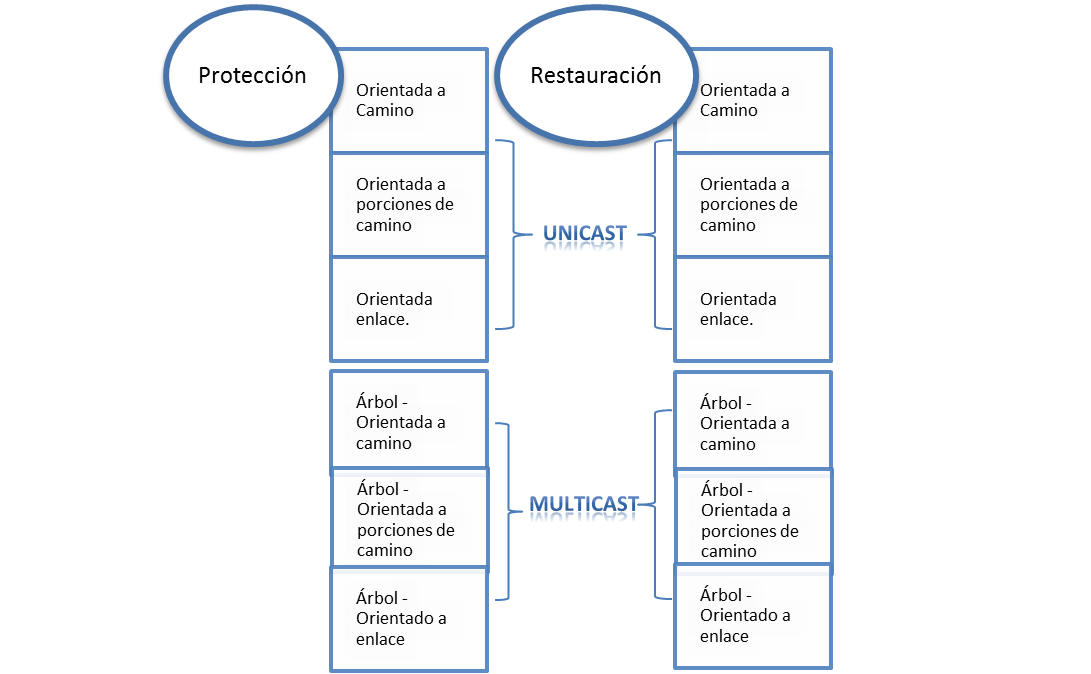 Protección
Orientada a
Camino
Orientada a
porciones de
camino
Orientada
enlace.
Árbol -
Orientada a
camino
Árbol -
Orientada a
porciones de
camino
Árbol -
Orientado a
enlace
UNICAST
MULTICAST
Restauración
Orientada a
Camino
Orientada a
porciones de
camino
Orientada
enlace.
Árbol -
Orientada a
camino
Árbol -
Orientada a
porciones de
camino
Árbol -
Orientado a
enlace